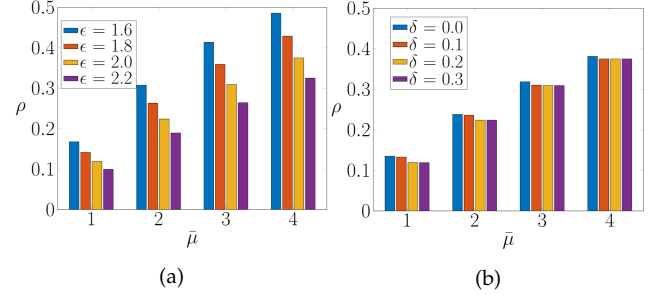 0.5
0.4
0.3
0.2
0.1
0
ρ
ϵ = 1.6
ϵ = 1.8
ϵ = 2.0
ϵ = 2.2
1 2 3 4
μ̄
(a)
0.5
0.4
0.3
0.2
0.1
0
ρ
δ = 0.0
δ = 0.1
δ = 0.2
δ = 0.3
1 2 3 4
μ̄
(b)